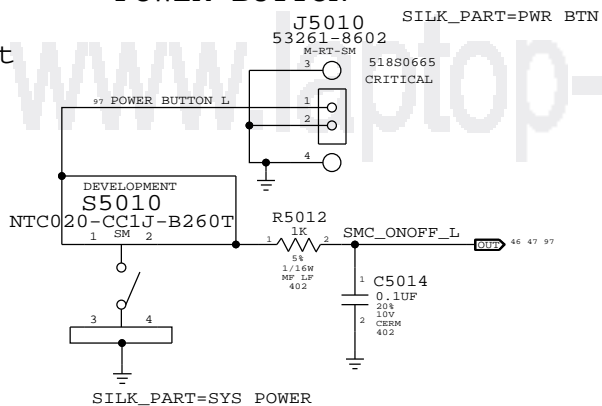 J5010
SILK_PART=PWR BTN
53261-8602
M-RT-SM
3
518S0665
CRITICAL
t
www.laptop-
97 POWER BUTTON L
1
2
4
DEVELOPMENT
S5010
NTC020-CC1J-B260T
1 SM 2
R5012
1K
1 2
5%
1/16W
MF LF
402
SMC_ONOFF_L
OUT 46 47 97
1 C5014
0.1UF
20%
10V
2 CERM
402
3 4
SILK_PART=SYS POWER